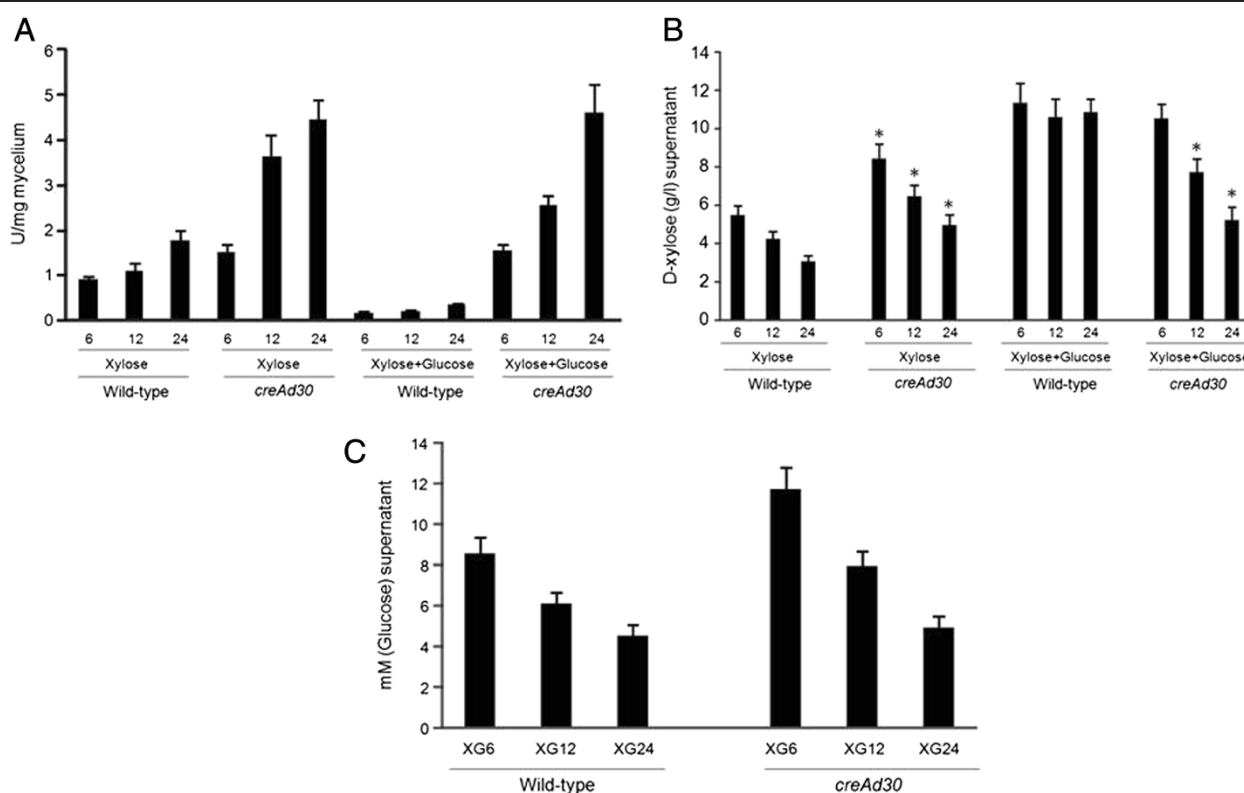 A
U/mg mycelium
6
5
4
3
2
1
0
6 12 24 6 12 24 6 12 24 6 12 24
Xylose Xylose Xylose+Glucose Xylose+Glucose
Wild-type creAd30 Wild-type creAd30
B
D-xylose (g/l) supernatant
14
12
10
8
6
4
2
0
* * * * *
6 12 24 6 12 24 6 12 24 6 12 24
Xylose Xylose Xylose+Glucose Xylose+Glucose
Wild-type creAd30 Wild-type creAd30
C
mM (Glucose) supernatant
14
12
10
8
6
4
2
0
XG6 XG12 XG24 XG6 XG12 XG24
Wild-type creAd30